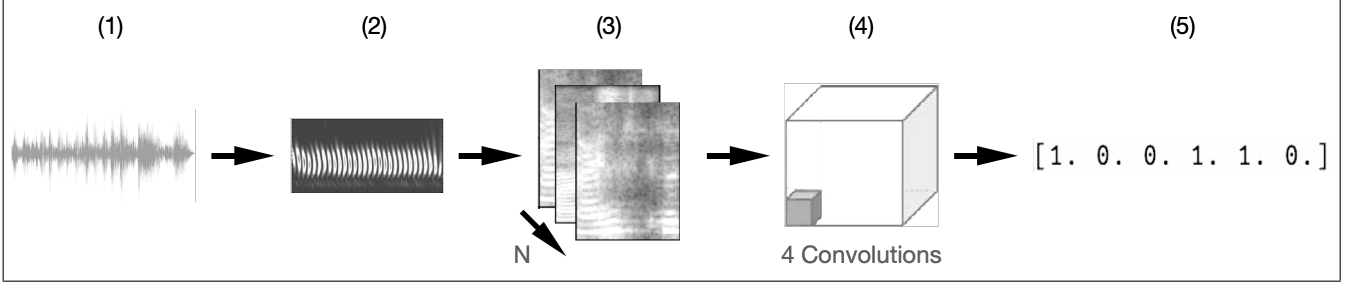 (1) (2) (3) (4) (5)
[1. 0. 0. 1. 1. 0.]
N
4 Convolutions